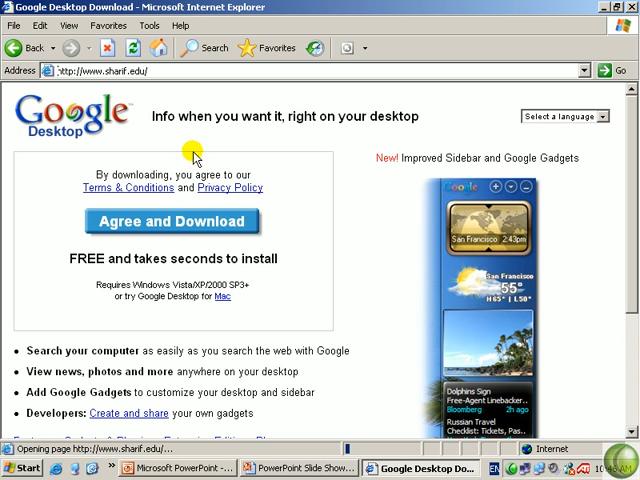 Google Desktop Download - Microsoft Internet Explorer
File Edit View Favorites Tools Help
Back Search Favorites
Address http://www.sharif.edu/ Go
Google Desktop
Info when you want it, right on your desktop
Select a language
By downloading, you agree to our
Terms & Conditions and Privacy Policy
Agree and Download
FREE and takes seconds to install
Requires Windows Vista/XP/2000 SP3+
or try Google Desktop for Mac
New! Improved Sidebar and Google Gadgets
Google
San Francisco 2:43pm
San Francisco
55°
H65° | L50°
Dolphins Sign
Free-Agent Linebacker..
Bloomberg 2h ago
Russian Travel
Checklist: Tickets, Pas..
• Search your computer as easily as you search the web with Google
• View news, photos and more anywhere on your desktop
• Add Google Gadgets to customize your desktop and sidebar
• Developers: Create and share your own gadgets
Opening page http://www.sharif.edu/... Internet
Start Microsoft PowerPoint -... PowerPoint Slide Show... Google Desktop Do... EN 10:46 AM